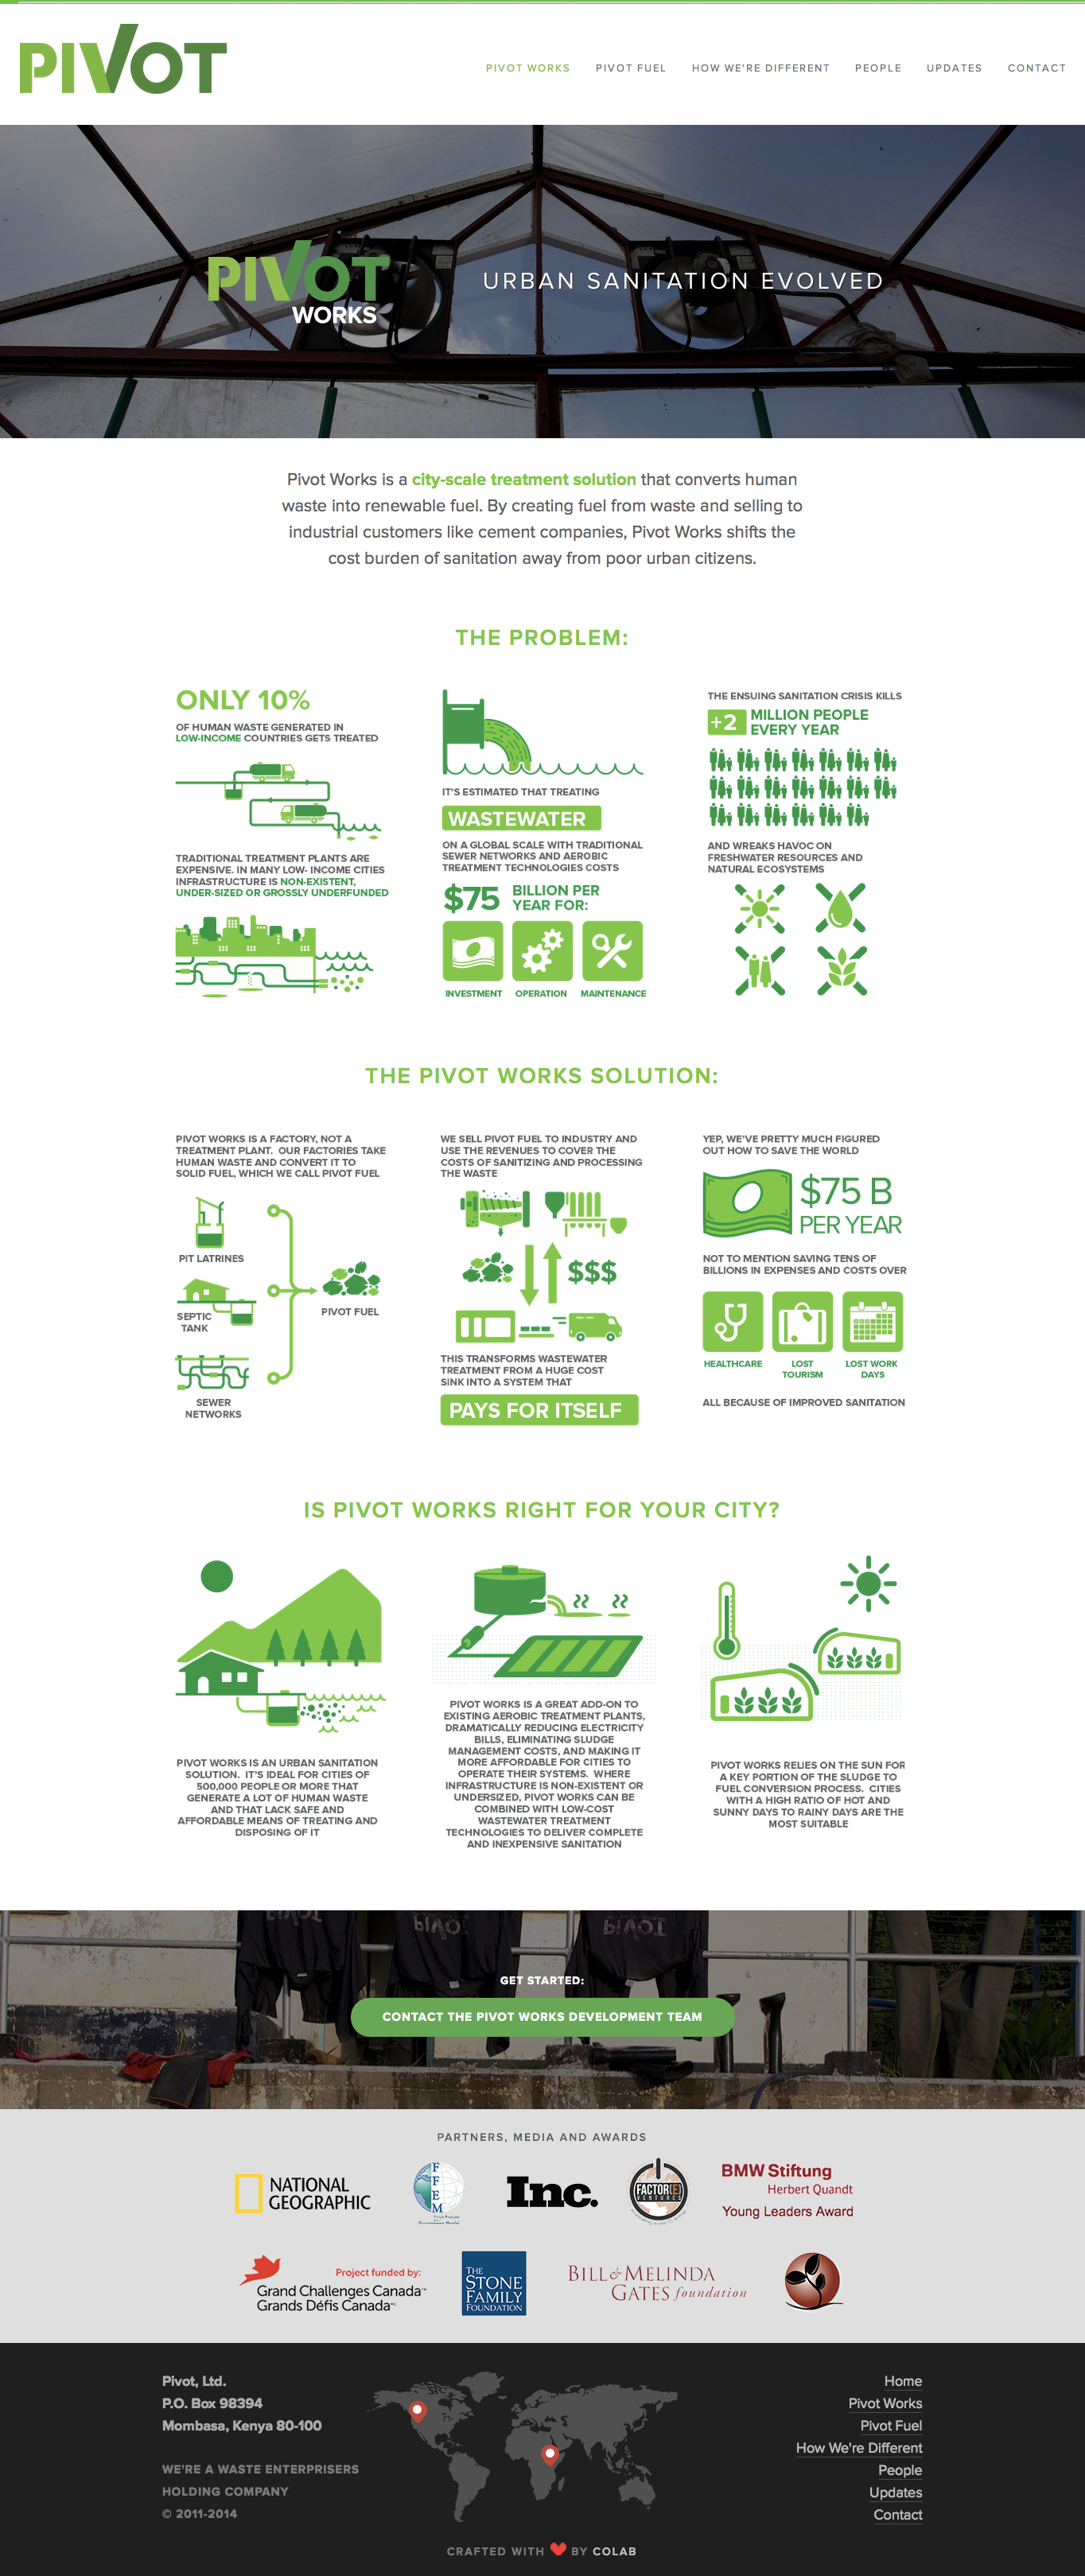 PIVOT
PIVOT WORKS
PIVOT FUEL
HOW WE'RE DIFFERENT
PEOPLE
UPDATES
CONTACT
PIVOT
WORKS
URBAN SANITATION EVOLVED
Pivot Works is a city-scale treatment solution that converts human
waste into renewable fuel. By creating fuel from waste and selling to
industrial customers like cement companies, Pivot Works shifts the
cost burden of sanitation away from poor urban citizens.
THE PROBLEM:
ONLY 10%
OF HUMAN WASTE GENERATED IN
LOW-INCOME COUNTRIES GETS TREATED
TRADITIONAL TREATMENT PLANTS ARE
EXPENSIVE. IN MANY LOW- INCOME CITIES
INFRASTRUCTURE IS NON-EXISTENT,
UNDER-SIZED OR GROSSLY UNDERFUNDED
IT'S ESTIMATED THAT TREATING
WASTEWATER
ON A GLOBAL SCALE WITH TRADITIONAL
SEWER NETWORKS AND AEROBIC
TREATMENT TECHNOLOGIES COSTS
$75 BILLION PER
YEAR FOR:
INVESTMENT
OPERATION
MAINTENANCE
THE ENSUING SANITATION CRISIS KILLS
+2 MILLION PEOPLE
EVERY YEAR
AND WREAKS HAVOC ON
FRESHWATER RESOURCES AND
NATURAL ECOSYSTEMS
THE PIVOT WORKS SOLUTION:
PIVOT WORKS IS A FACTORY, NOT A
TREATMENT PLANT. OUR FACTORIES TAKE
HUMAN WASTE AND CONVERT IT TO
SOLID FUEL, WHICH WE CALL PIVOT FUEL
PIT LATRINES
SEPTIC
TANK
PIVOT FUEL
SEWER
NETWORKS
WE SELL PIVOT FUEL TO INDUSTRY AND
USE THE REVENUES TO COVER THE
COSTS OF SANITIZING AND PROCESSING
THE WASTE
$$$
THIS TRANSFORMS WASTEWATER
TREATMENT FROM A HUGE COST
SINK INTO A SYSTEM THAT
PAYS FOR ITSELF
YEP, WE'VE PRETTY MUCH FIGURED
OUT HOW TO SAVE THE WORLD
$75 B
PER YEAR
NOT TO MENTION SAVING TENS OF
BILLIONS IN EXPENSES AND COSTS OVER
HEALTHCARE
LOST
TOURISM
LOST WORK
DAYS
ALL BECAUSE OF IMPROVED SANITATION
IS PIVOT WORKS RIGHT FOR YOUR CITY?
PIVOT WORKS IS AN URBAN SANITATION
SOLUTION. IT'S IDEAL FOR CITIES OF
500,000 PEOPLE OR MORE THAT
GENERATE A LOT OF HUMAN WASTE
AND THAT LACK SAFE AND
AFFORDABLE MEANS OF TREATING AND
DISPOSING OF IT
PIVOT WORKS IS A GREAT ADD-ON TO
EXISTING AEROBIC TREATMENT PLANTS,
DRAMATICALLY REDUCING ELECTRICITY
BILLS, ELIMINATING SLUDGE
MANAGEMENT COSTS, AND MAKING IT
MORE AFFORDABLE FOR CITIES TO
OPERATE THEIR SYSTEMS. WHERE
INFRASTRUCTURE IS NON-EXISTENT OR
UNDERSIZED, PIVOT WORKS CAN BE
COMBINED WITH LOW-COST
WASTEWATER TREATMENT
TECHNOLOGIES TO DELIVER COMPLETE
AND INEXPENSIVE SANITATION
PIVOT WORKS RELIES ON THE SUN FOR
A KEY PORTION OF THE SLUDGE TO
FUEL CONVERSION PROCESS. CITIES
WITH A HIGH RATIO OF HOT AND
SUNNY DAYS TO RAINY DAYS ARE THE
MOST SUITABLE
PIVOT
PIVOT
PIVOT
GET STARTED:
CONTACT THE PIVOT WORKS DEVELOPMENT TEAM
PARTNERS, MEDIA AND AWARDS
NATIONAL
GEOGRAPHIC
FFEM
Inc.
FACTOR[E]
VENTURES
BMW Stiftung
Herbert Quandt
Young Leaders Award
Project funded by:
Grand Challenges Canada™
Grands Défis Canada
THE
STONE
FAMILY
FOUNDATION
BILL & MELINDA
GATES foundation
Pivot, Ltd.
P.O. Box 98394
Mombasa, Kenya 80-100
WE'RE A WASTE ENTERPRISERS
HOLDING COMPANY
© 2011-2014
Home
Pivot Works
Pivot Fuel
How We're Different
People
Updates
Contact
CRAFTED WITH BY COLAB